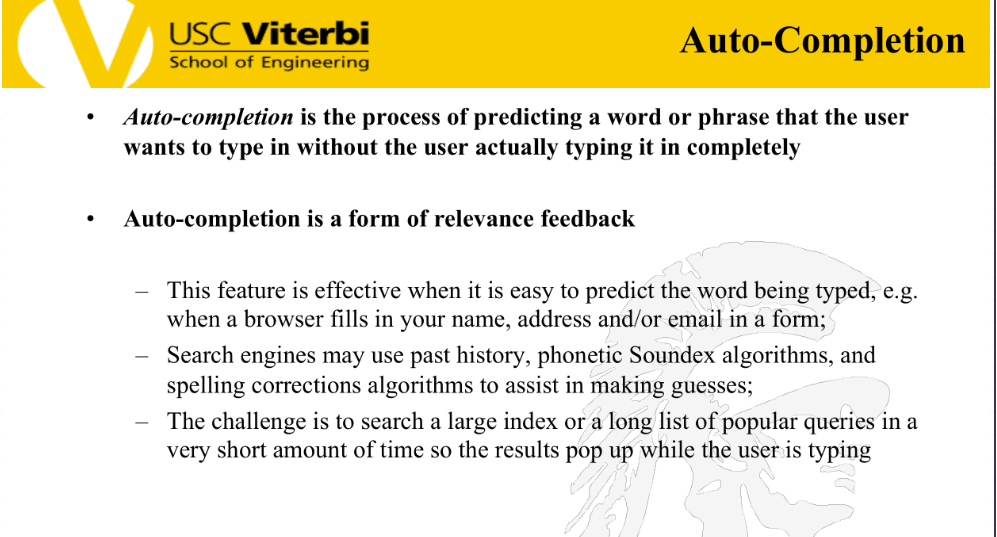 USC Viterbi
School of Engineering
Auto-Completion
• Auto-completion is the process of predicting a word or phrase that the user
wants to type in without the user actually typing it in completely
• Auto-completion is a form of relevance feedback
– This feature is effective when it is easy to predict the word being typed, e.g.
when a browser fills in your name, address and/or email in a form;
– Search engines may use past history, phonetic Soundex algorithms, and
spelling corrections algorithms to assist in making guesses;
– The challenge is to search a large index or a long list of popular queries in a
very short amount of time so the results pop up while the user is typing